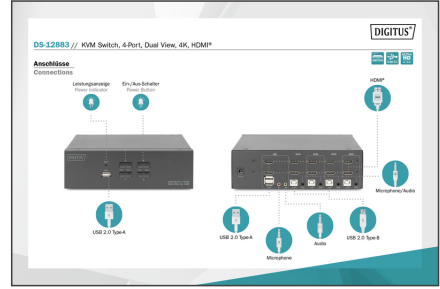 DIGITUS®
DS-12883 // KVM Switch, 4-Port, Dual View, 4K, HDMI®
Anschlüsse
Connections
Leistungsanzeige
Power Indicator
Ein-/Aus-Schalter
Power Button
HDMI®
DIGITUS
Microphone/Audio
USB 2.0 Type-A
USB 2.0 Type-A
USB 2.0 Type-B
Audio
Microphone